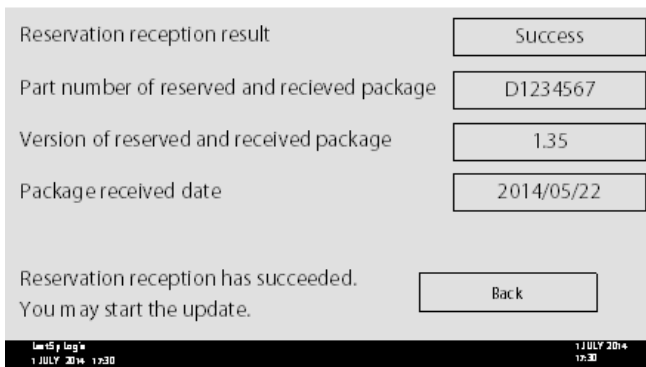 Reservation reception result Success
Part number of reserved and recieved package D1234567
Version of reserved and received package 1.35
Package received date 2014/05/22
Reservation reception has succeeded.
You may start the update.
Back
1 JULY 2014
17:30
1 JULY 2014 17:30